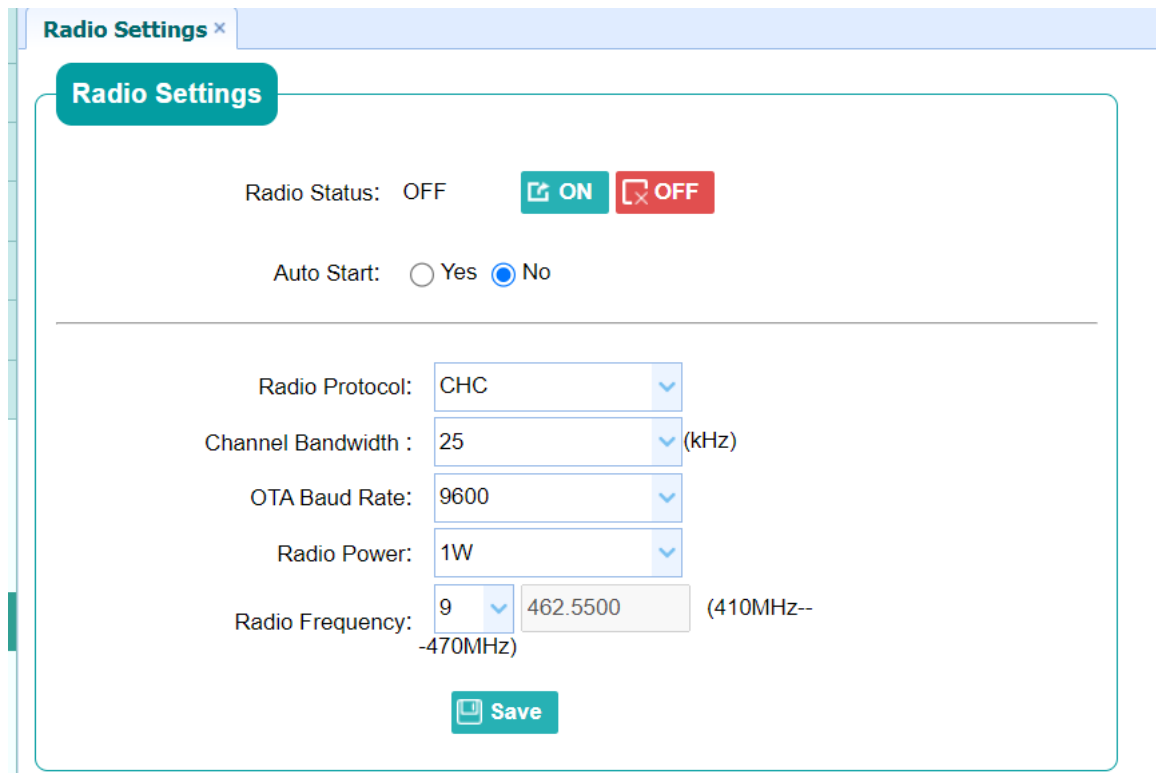 Radio Settings ×
Radio Settings
Radio Status: OFF ON OFF
Auto Start: Yes No
Radio Protocol: CHC
Channel Bandwidth : 25 (kHz)
OTA Baud Rate: 9600
Radio Power: 1W
Radio Frequency: 9 462.5500 (410MHz--
-470MHz)
Save